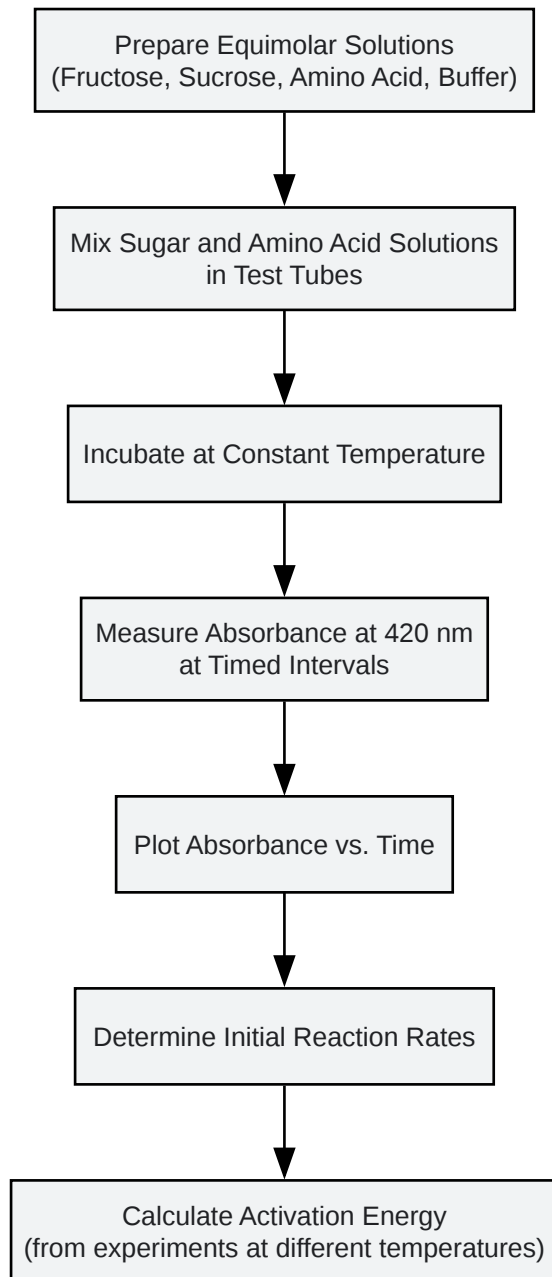 Prepare Equimolar Solutions
(Fructose, Sucrose, Amino Acid, Buffer)
Mix Sugar and Amino Acid Solutions
in Test Tubes
Incubate at Constant Temperature
Measure Absorbance at 420 nm
at Timed Intervals
Plot Absorbance vs. Time
Determine Initial Reaction Rates
Calculate Activation Energy
(from experiments at different temperatures)